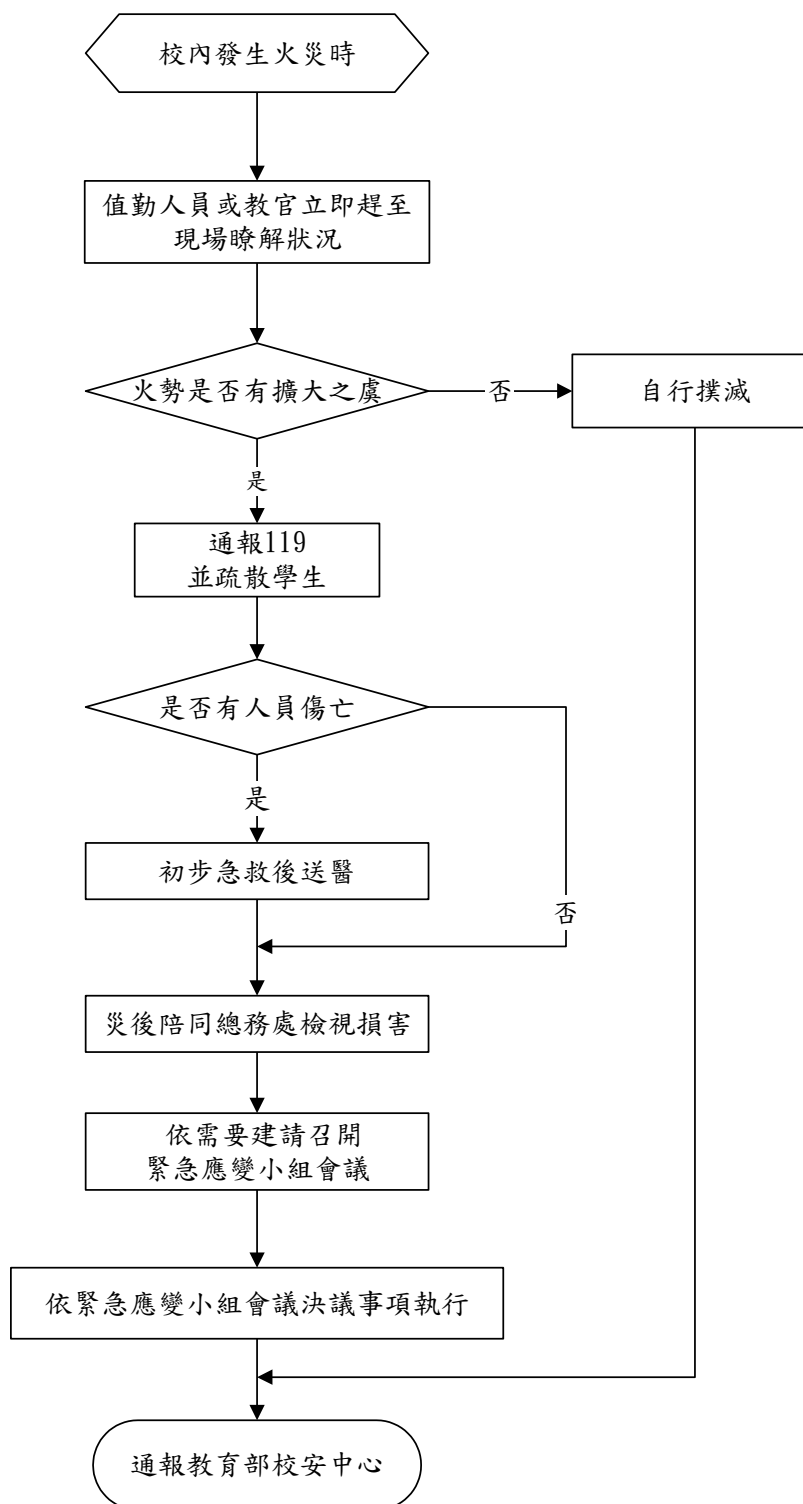 校內發生火災時
值勤人員或教官立即趕至
現場瞭解狀況
火勢是否有擴大之虞
否
自行撲滅
是
通報119
並疏散學生
是否有人員傷亡
是
初步急救後送醫
否
災後陪同總務處檢視損害
依需要建請召開
緊急應變小組會議
依緊急應變小組會議決議事項執行
通報教育部校安中心